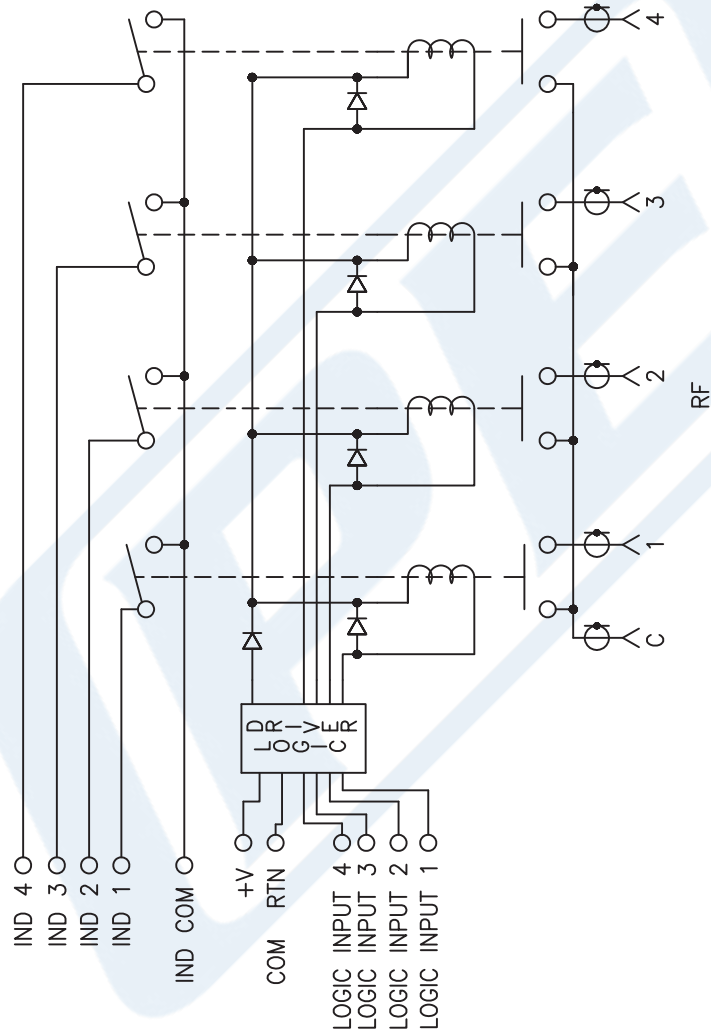 IND 4
IND 3
IND 2
IND 1
IND COM
+V
COM RTN
LOGIC INPUT 4
LOGIC INPUT 3
LOGIC INPUT 2
LOGIC INPUT 1
LOGIC
DRIVER
C
1
2
3
4
RF